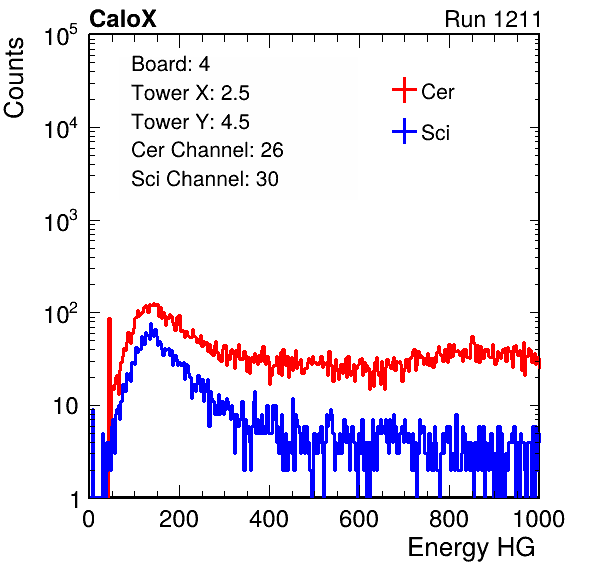 CaloX Run 1211
Counts
Board: 4
Tower X: 2.5
Tower Y: 4.5
Cer Channel: 26
Sci Channel: 30
Cer
Sci
10^5
10^4
10^3
10^2
10
1
0 200 400 600 800 1000
Energy HG